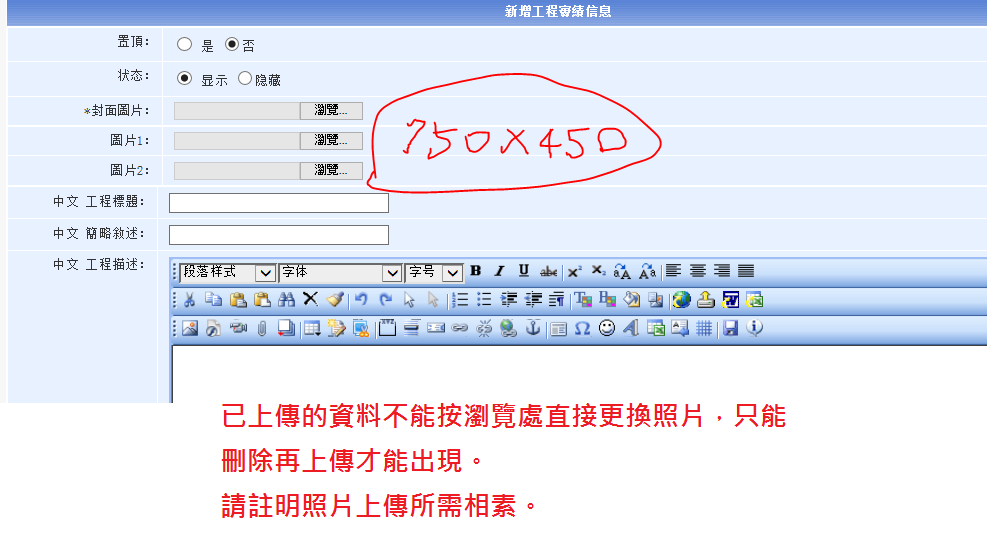 新增工程審績信息
置頂： 是 否
状态： 显示 隐藏
*封面圖片： 瀏覽...
圖片1： 瀏覽...
圖片2： 瀏覽...
750X450
中文 工程標題：
中文 簡略敘述：
中文 工程描述： 段落样式 字体 字号 B I U abc
已上傳的資料不能按瀏覽處直接更換照片，只能
刪除再上傳才能出現。
請註明照片上傳所需相素。